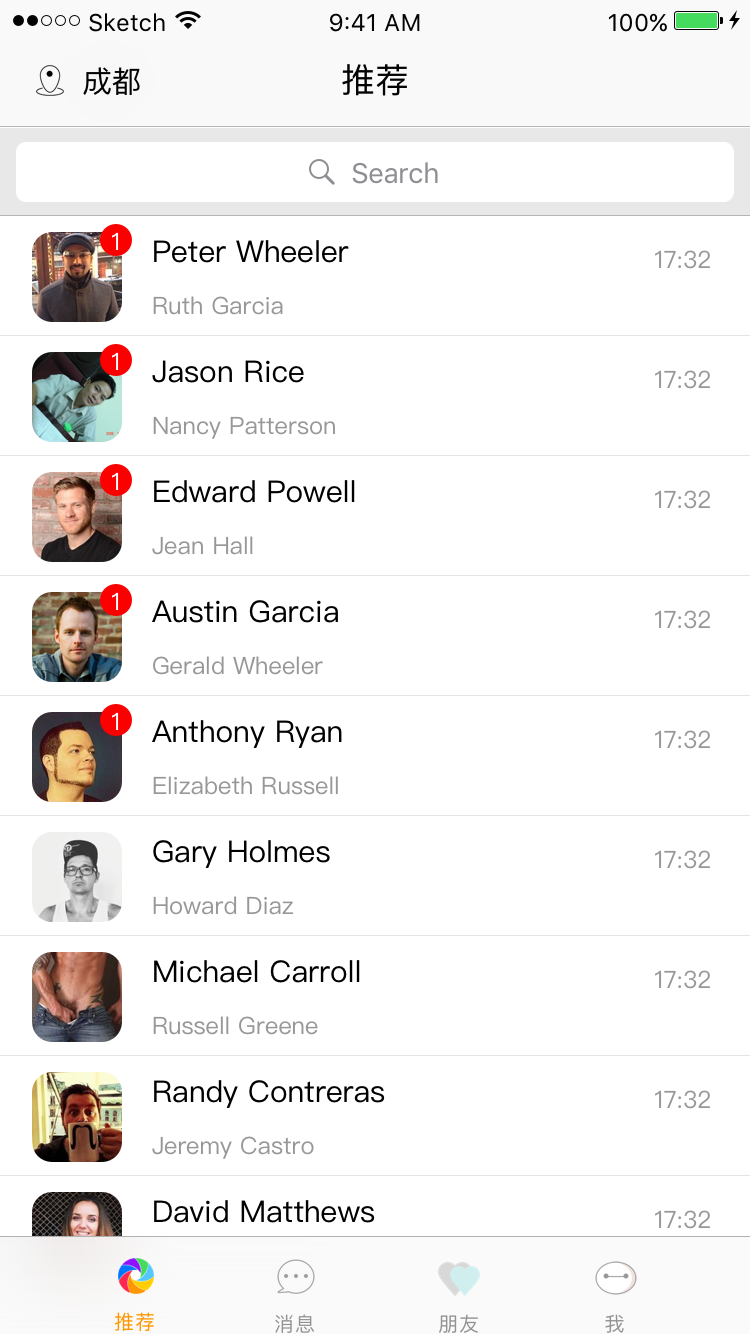 Sketch 9:41 AM 100%
成都 推荐
Search
1 Peter Wheeler 17:32
Ruth Garcia
1 Jason Rice 17:32
Nancy Patterson
1 Edward Powell 17:32
Jean Hall
1 Austin Garcia 17:32
Gerald Wheeler
1 Anthony Ryan 17:32
Elizabeth Russell
Gary Holmes 17:32
Howard Diaz
Michael Carroll 17:32
Russell Greene
Randy Contreras 17:32
Jeremy Castro
David Matthews 17:32
推荐 消息 朋友 我